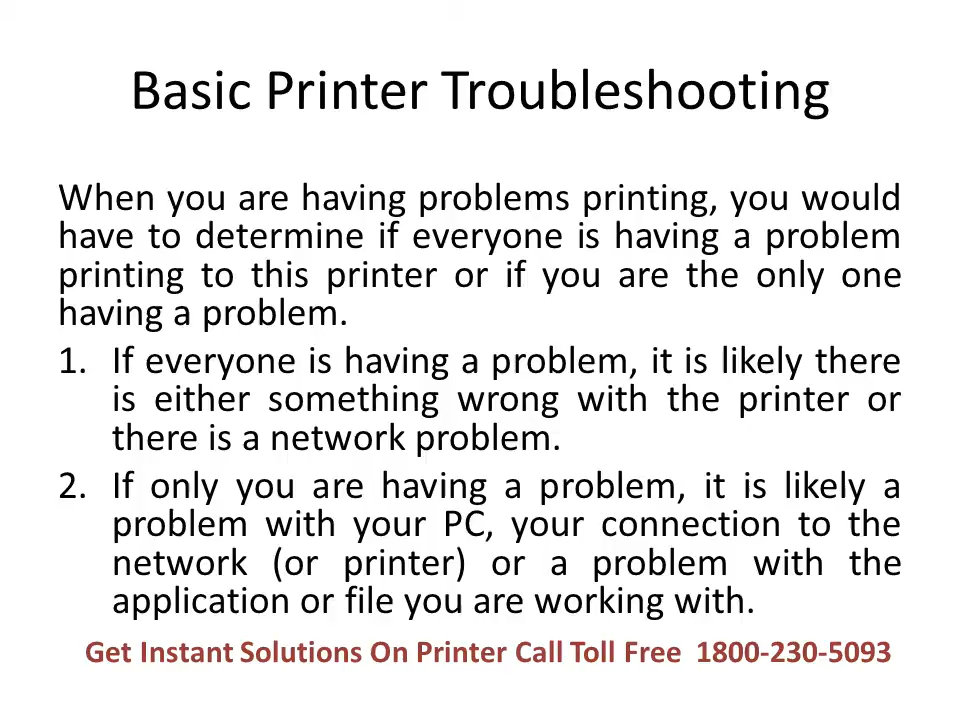 Basic Printer Troubleshooting
When you are having problems printing, you would
have to determine if everyone is having a problem
printing to this printer or if you are the only one
having a problem.
1. If everyone is having a problem, it is likely there
is either something wrong with the printer or
there is a network problem.
2. If only you are having a problem, it is likely a
problem with your PC, your connection to the
network (or printer) or a problem with the
application or file you are working with.
Get Instant Solutions On Printer Call Toll Free 1800-230-5093